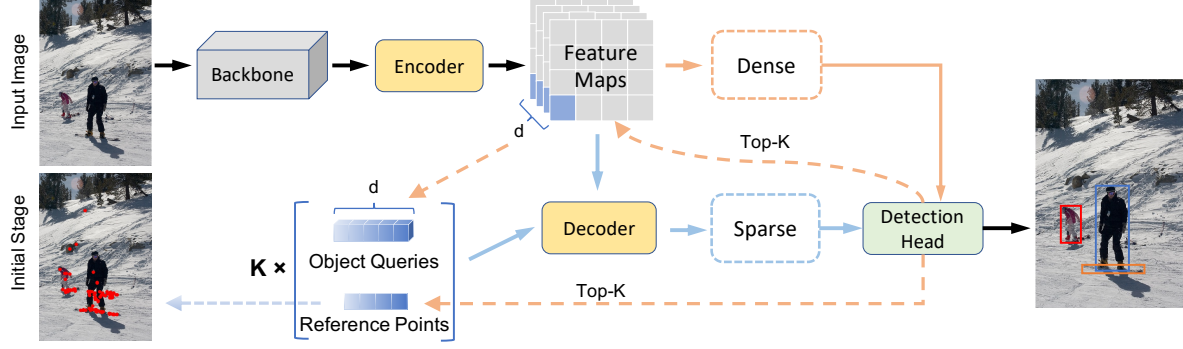 Input Image
Backbone
Encoder
Feature
Maps
Dense
d
Top-K
Initial Stage
d
K ×
Object Queries
Reference Points
Decoder
Sparse
Detection
Head
Top-K